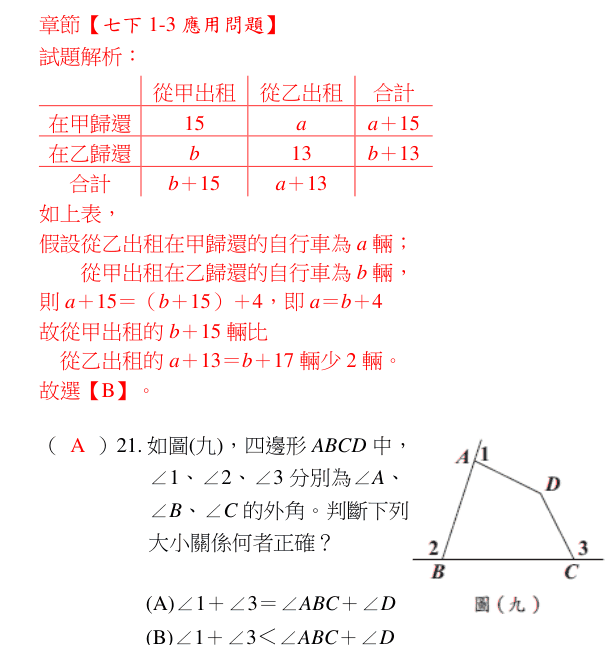 章節【七下 1-3 應用問題】
試題解析：
從甲出租 從乙出租 合計
在甲歸還 15 a a＋15
在乙歸還 b 13 b＋13
合計 b＋15 a＋13
如上表，
假設從乙出租在甲歸還的自行車為 a 輛；
從甲出租在乙歸還的自行車為 b 輛，
則 a＋15＝（b＋15）＋4，即 a＝b＋4
故從甲出租的 b＋15 輛比
從乙出租的 a＋13＝b＋17 輛少 2 輛。
故選【B】。
（ A ）21. 如圖(九)，四邊形 ABCD 中，
∠1、∠2、∠3 分別為∠A、
∠B、∠C 的外角。判斷下列
大小關係何者正確？
A 1
D
2 3
B C
圖（九）
(A)∠1＋∠3＝∠ABC＋∠D
(B)∠1＋∠3＜∠ABC＋∠D